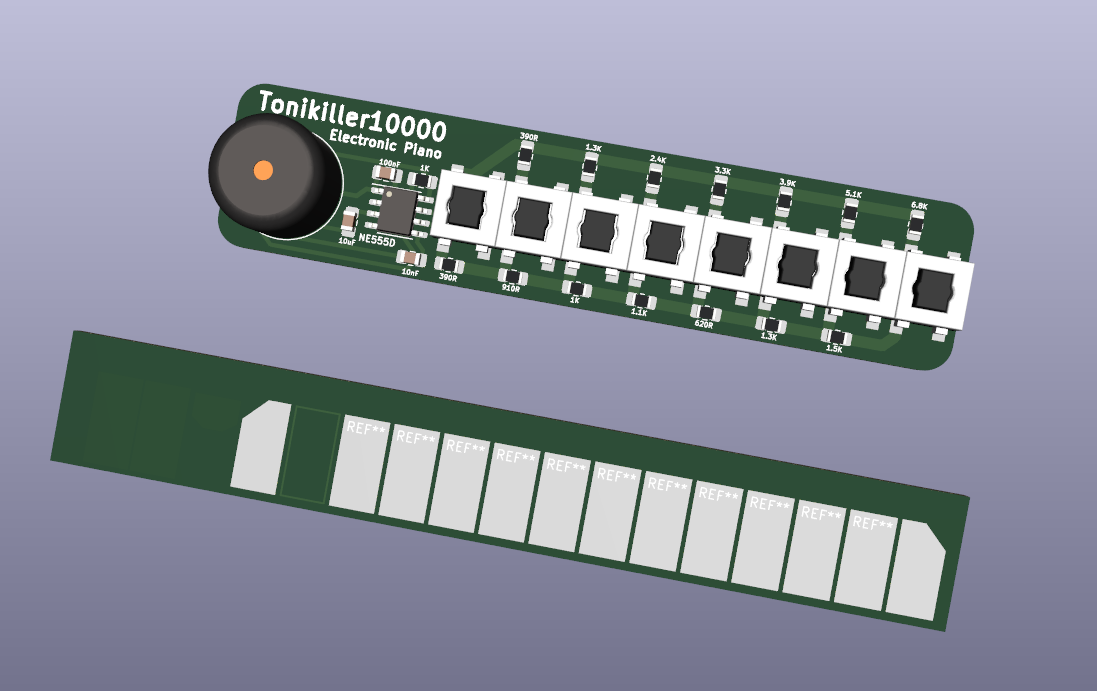 Tonikiller10000
Electronic Piano
390R
1.3K
2.4K
3.3K
3.9K
5.1K
6.8K
100nF
1K
10uF
NE555D
10nF
390R
910R
1K
1.1K
620R
1.3K
1.5K
REF**
REF**
REF**
REF**
REF**
REF**
REF**
REF**
REF**
REF**
REF**